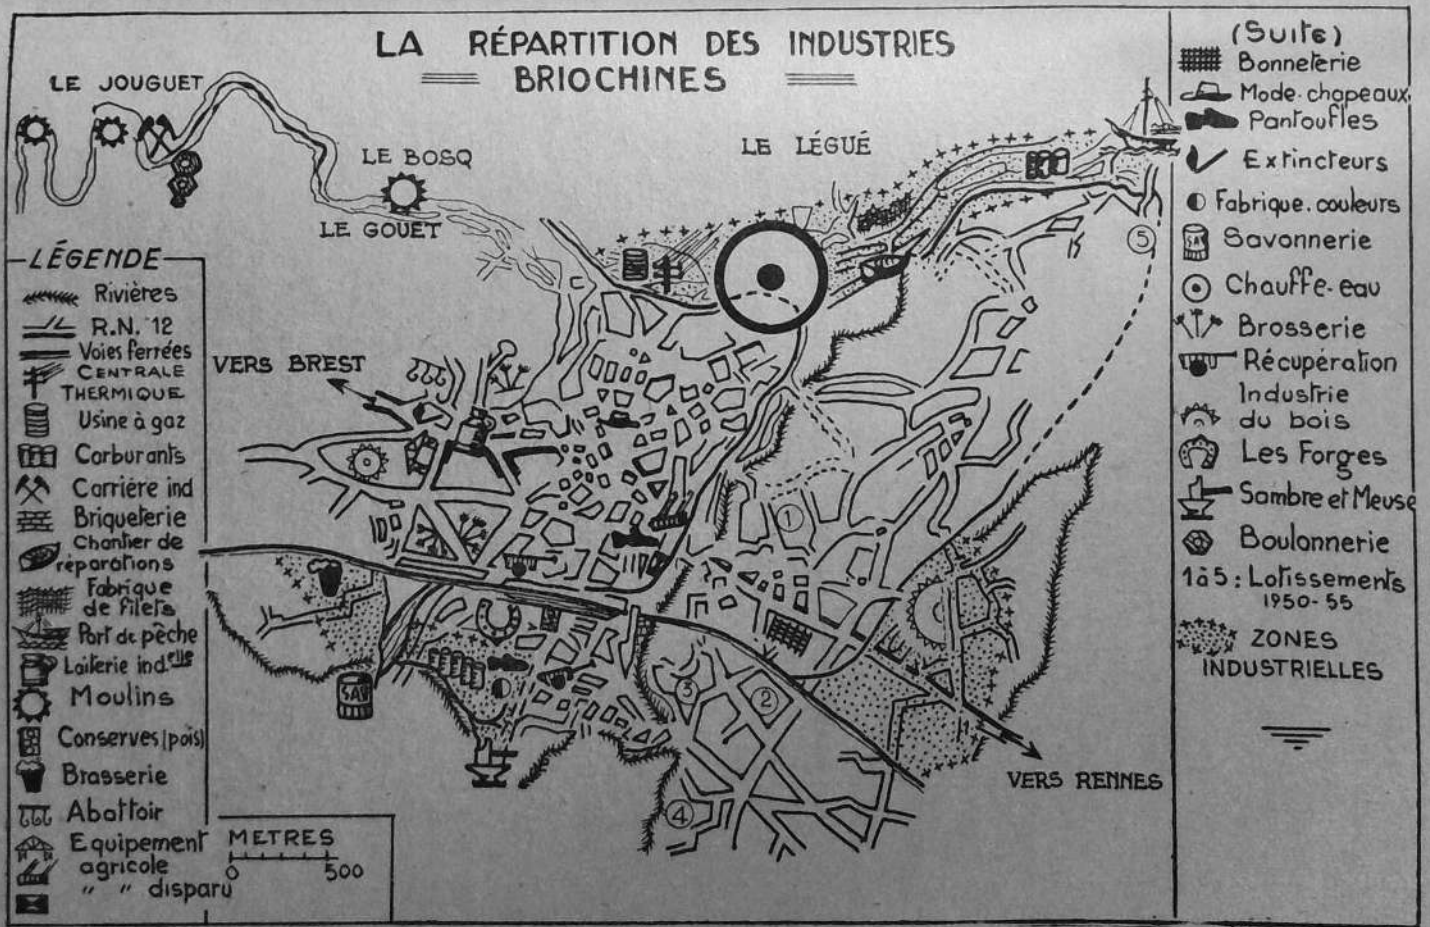 LA RÉPARTITION DES INDUSTRIES
BRIOCHINES
LE JOUGUET
LE BOSQ
LE GOUET
LE LÉGUÉ
VERS BREST
VERS RENNES
1
2
3
4
5
SAV
LÉGENDE
Rivières
R.N. 12
Voies ferrées
CENTRALE
THERMIQUE
Usine à gaz
Carburants
Carrière ind
Briqueterie
Chantier de
réparations
Fabrique
de filets
Port de pêche
Laiterie ind.elle
Moulins
Conserves (pois)
Brasserie
Abattoir
Equipement
agricole
" " disparu
METRES
0 500
(Suite)
Bonneterie
Mode. chapeaux
Pantoufles
Extincteurs
Fabrique. couleurs
SAV
Savonnerie
Chauffe-eau
Brosserie
Récupération
Industrie
du bois
Les Forges
Sambre et Meuse
Boulonnerie
1 à 5 : Lotissements
1950-55
ZONES
INDUSTRIELLES